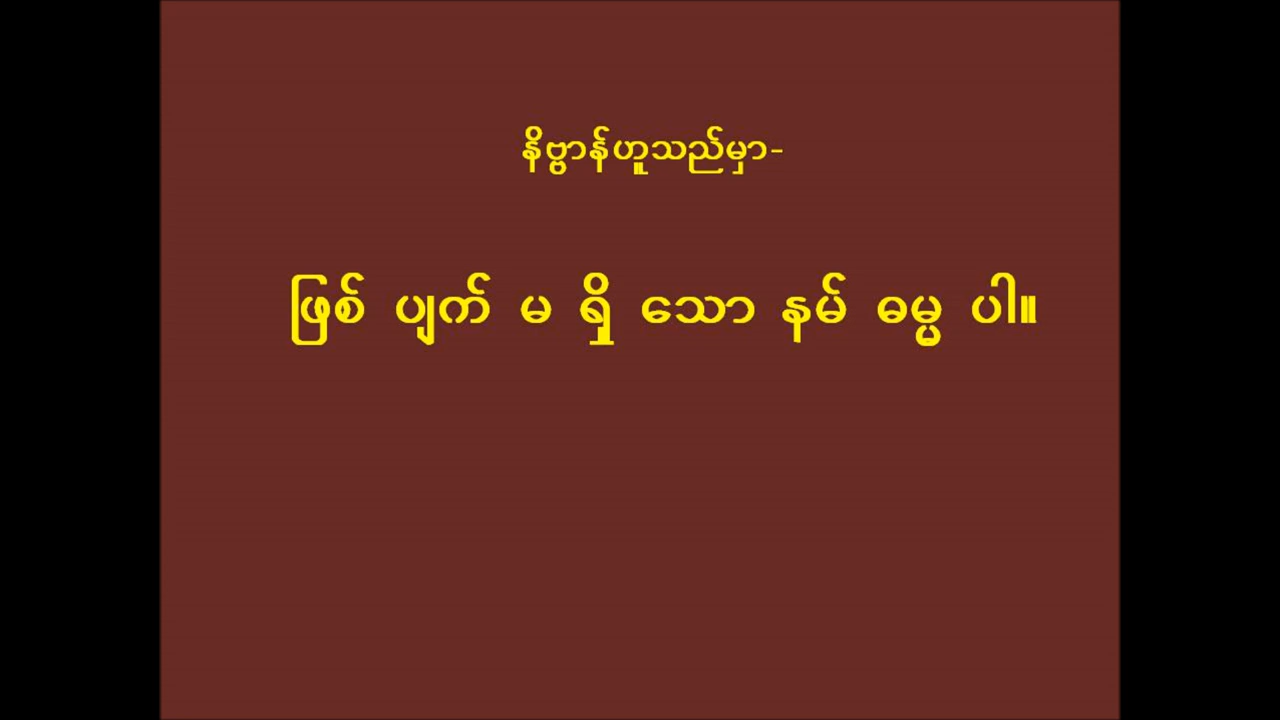 နိဗ္ဗာန်ဟူသည်မှာ-
ဖြစ် ပျက် မ ရှိ သော နမ် ဓမ္မ ပါ။